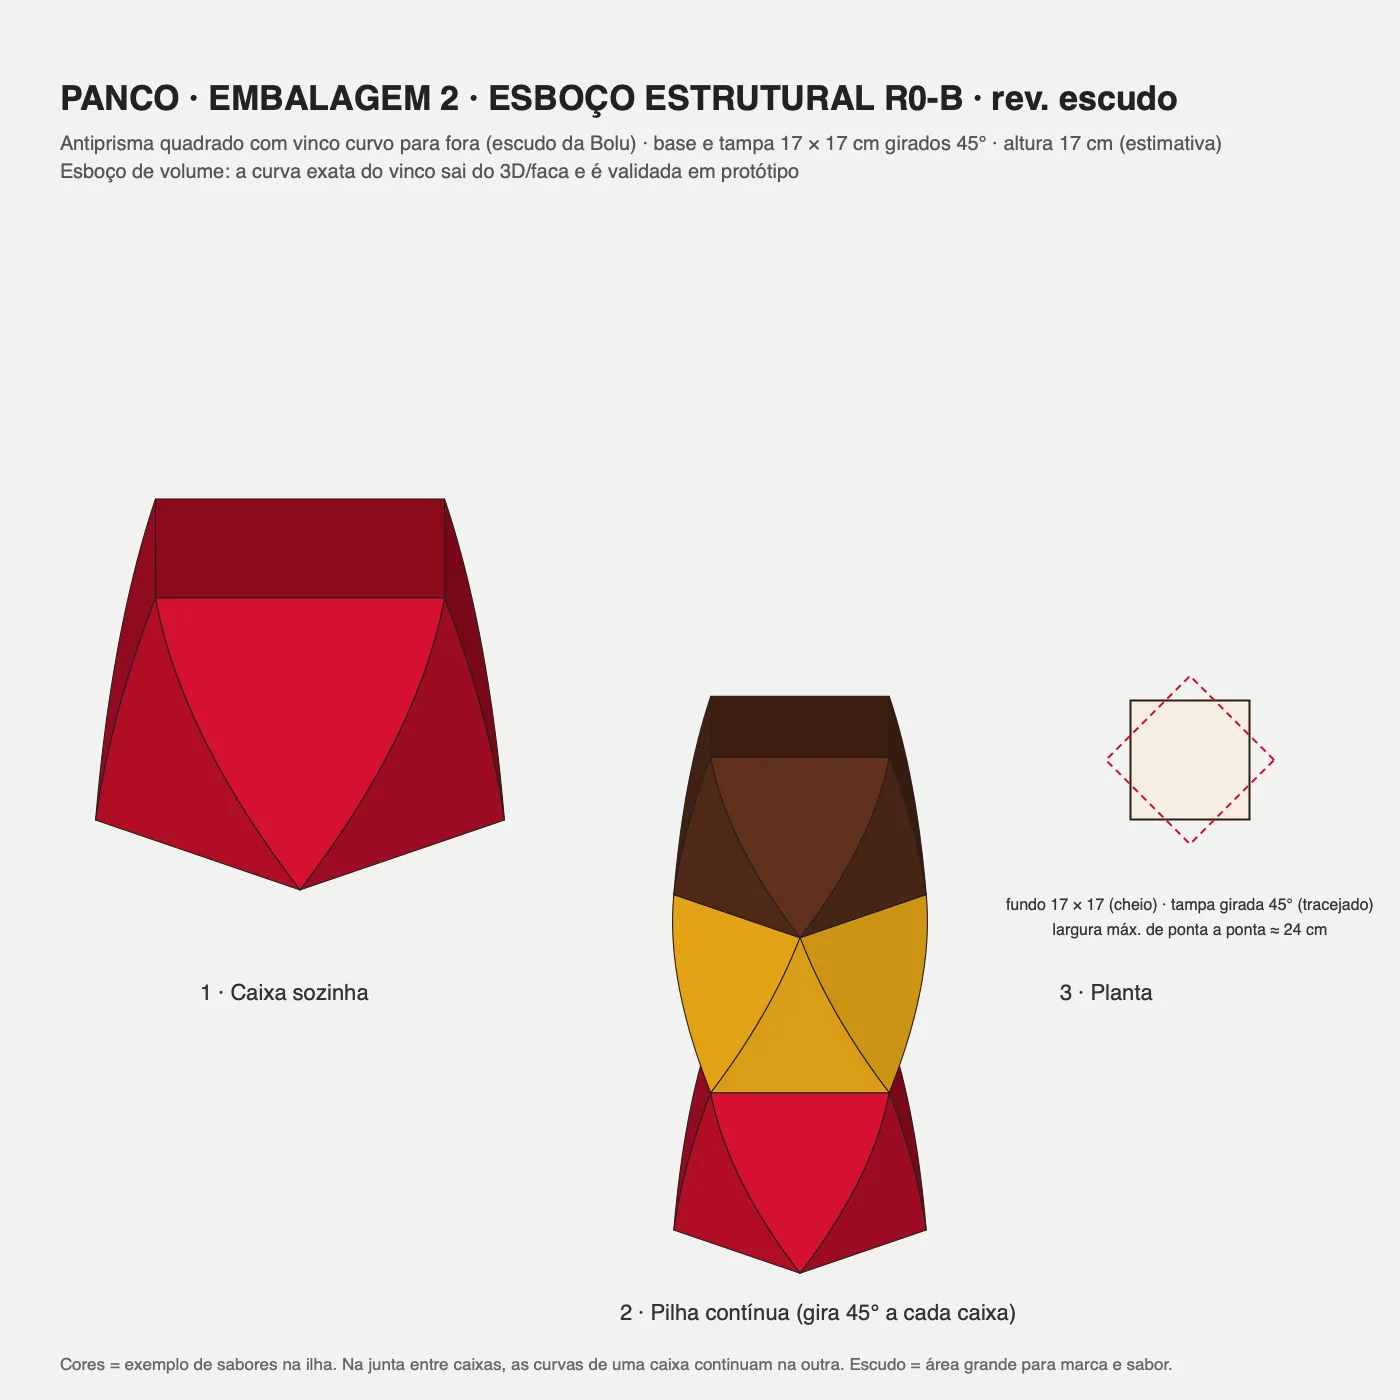 PANCO · EMBALAGEM 2 · ESBOÇO ESTRUTURAL R0-B · rev. escudo
Antiprisma quadrado com vinco curvo para fora (escudo da Bolu) · base e tampa 17 × 17 cm girados 45° · altura 17 cm (estimativa)
Esboço de volume: a curva exata do vinco sai do 3D/faca e é validada em protótipo
fundo 17 × 17 (cheio) · tampa girada 45° (tracejado)
largura máx. de ponta a ponta ≈ 24 cm
1 · Caixa sozinha
3 · Planta
2 · Pilha contínua (gira 45° a cada caixa)
Cores = exemplo de sabores na ilha. Na junta entre caixas, as curvas de uma caixa continuam na outra. Escudo = área grande para marca e sabor.